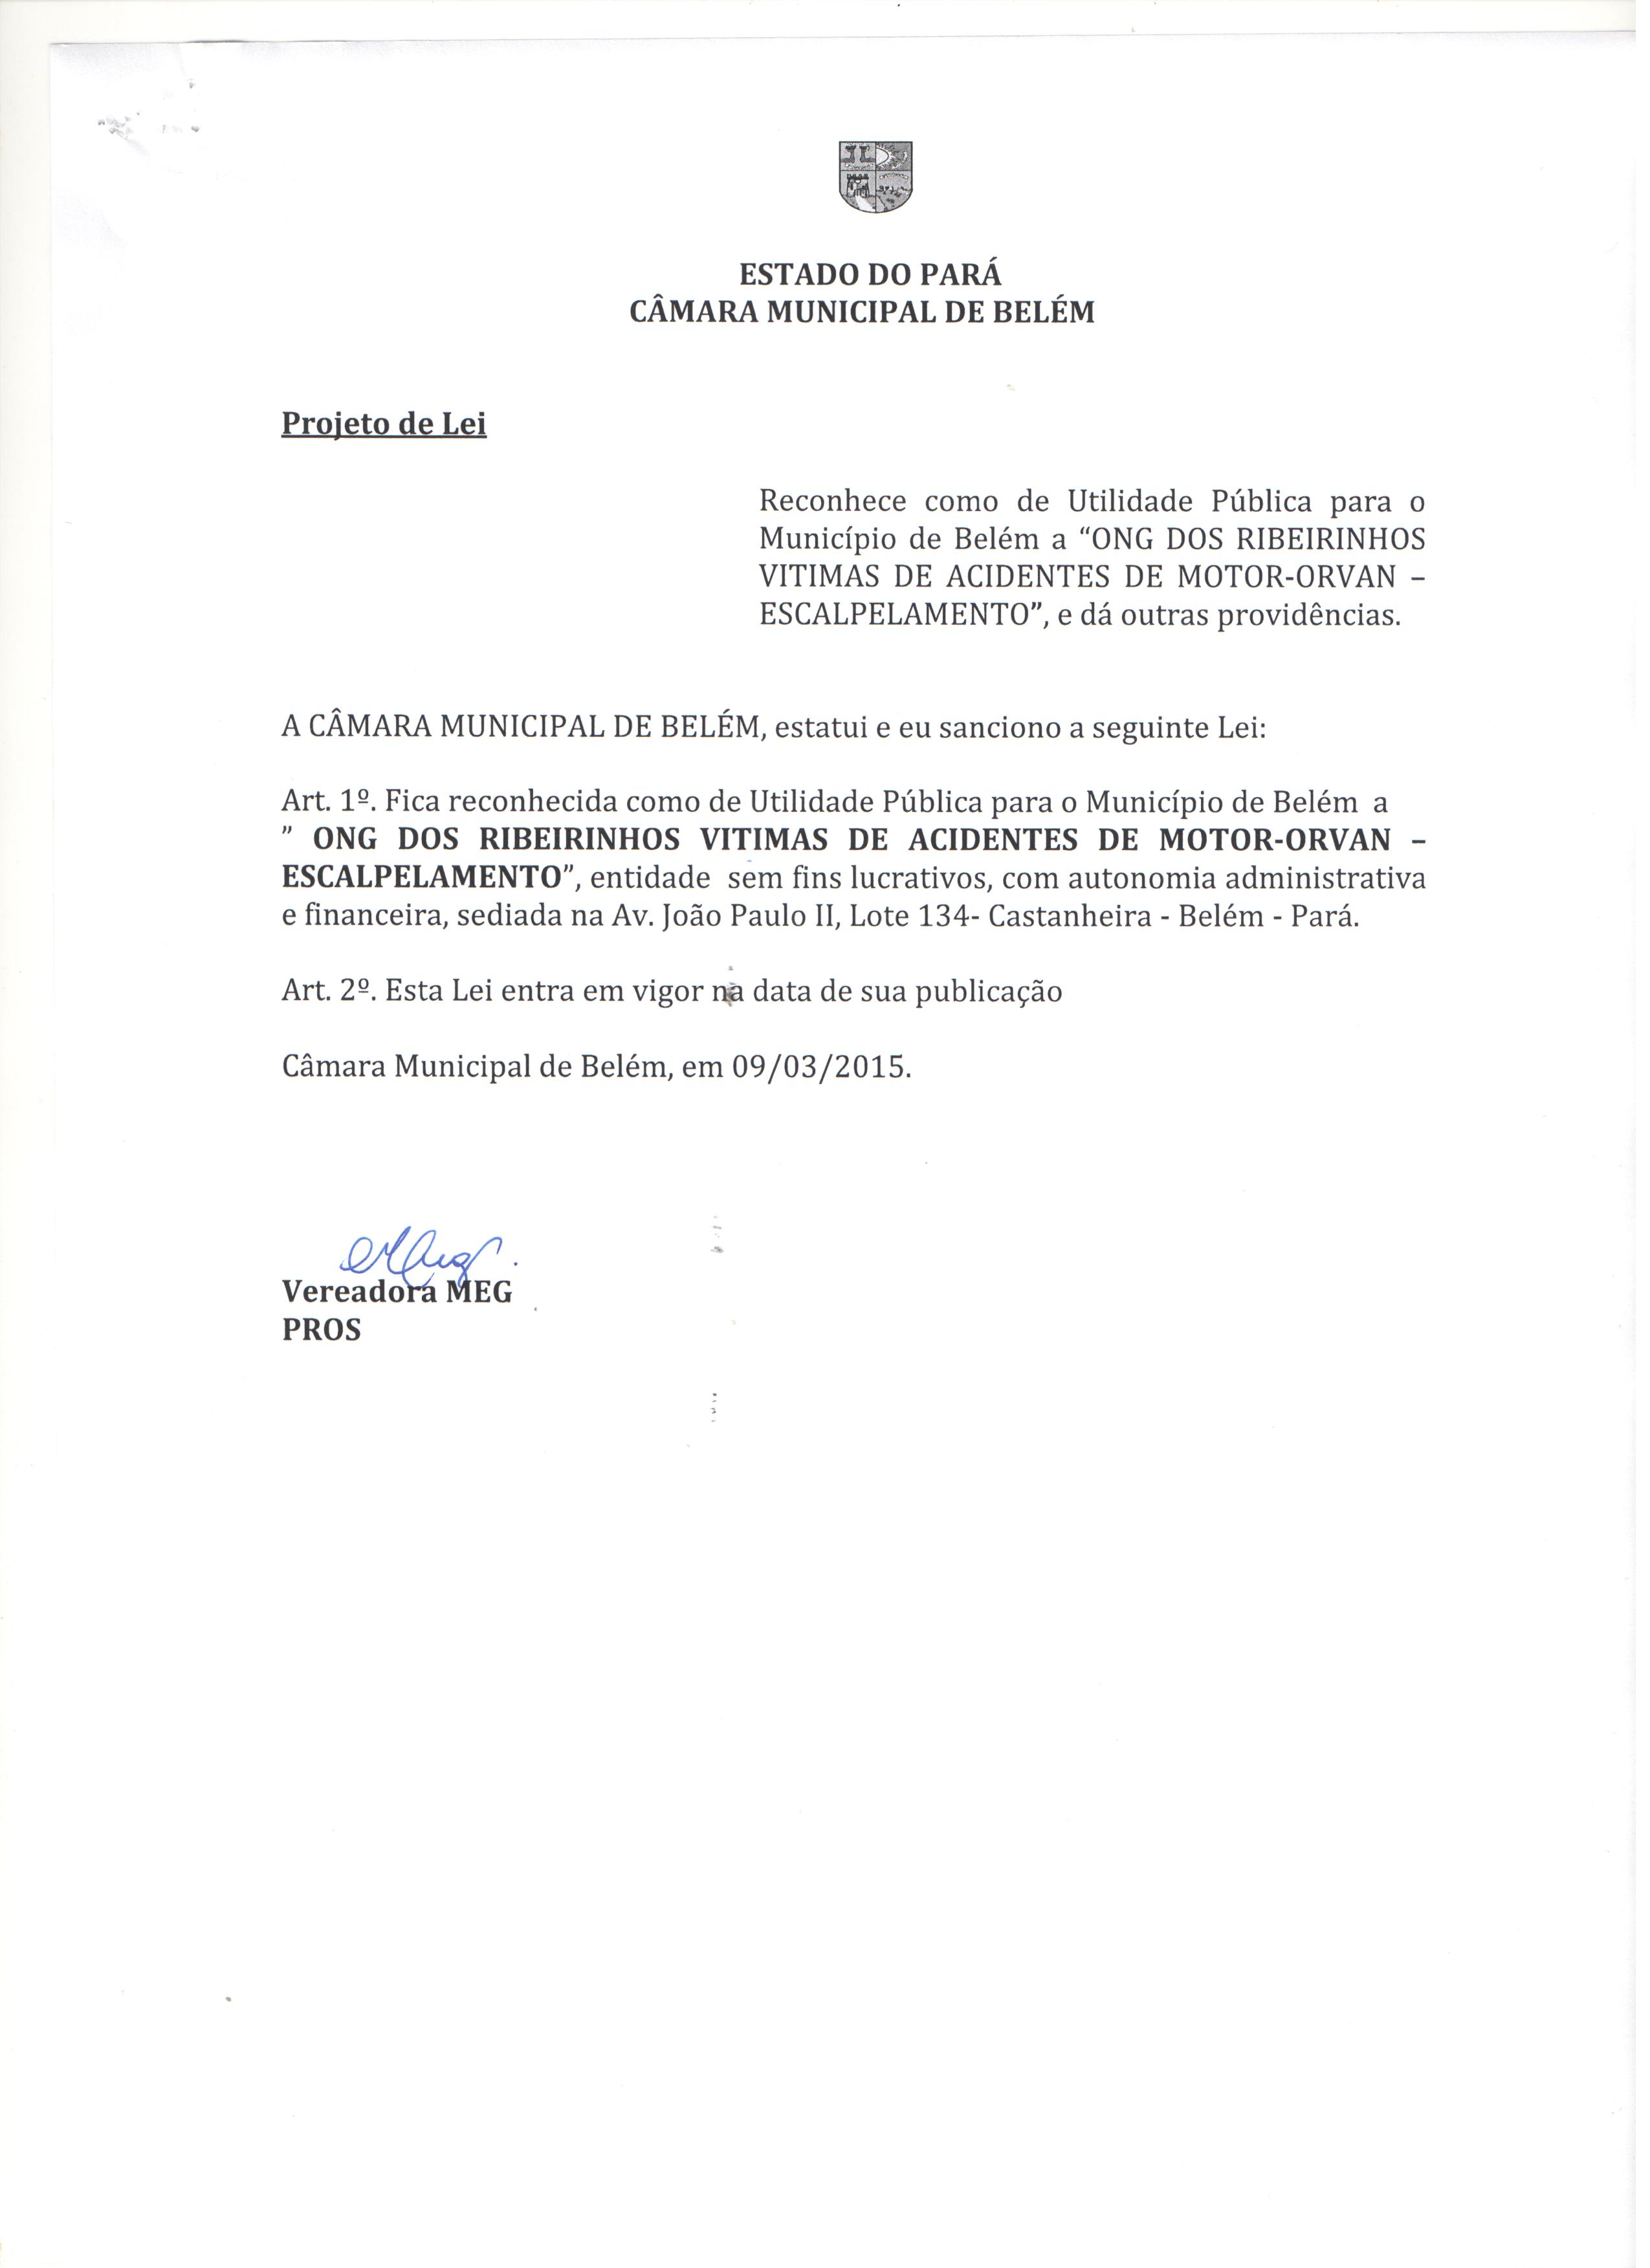 ESTADO DO PARÁ
CÂMARA MUNICIPAL DE BELÉM
Projeto de Lei
Reconhece como de Utilidade Pública para o
Município de Belém a “ONG DOS RIBEIRINHOS
VITIMAS DE ACIDENTES DE MOTOR-ORVAN –
ESCALPELAMENTO”, e dá outras providências.
A CÂMARA MUNICIPAL DE BELÉM, estatui e eu sanciono a seguinte Lei:
Art. 1º. Fica reconhecida como de Utilidade Pública para o Município de Belém a
” ONG DOS RIBEIRINHOS VITIMAS DE ACIDENTES DE MOTOR-ORVAN –
ESCALPELAMENTO”, entidade sem fins lucrativos, com autonomia administrativa
e financeira, sediada na Av. João Paulo II, Lote 134- Castanheira - Belém - Pará.
Art. 2º. Esta Lei entra em vigor na data de sua publicação
Câmara Municipal de Belém, em 09/03/2015.
Vereadora MEG
PROS